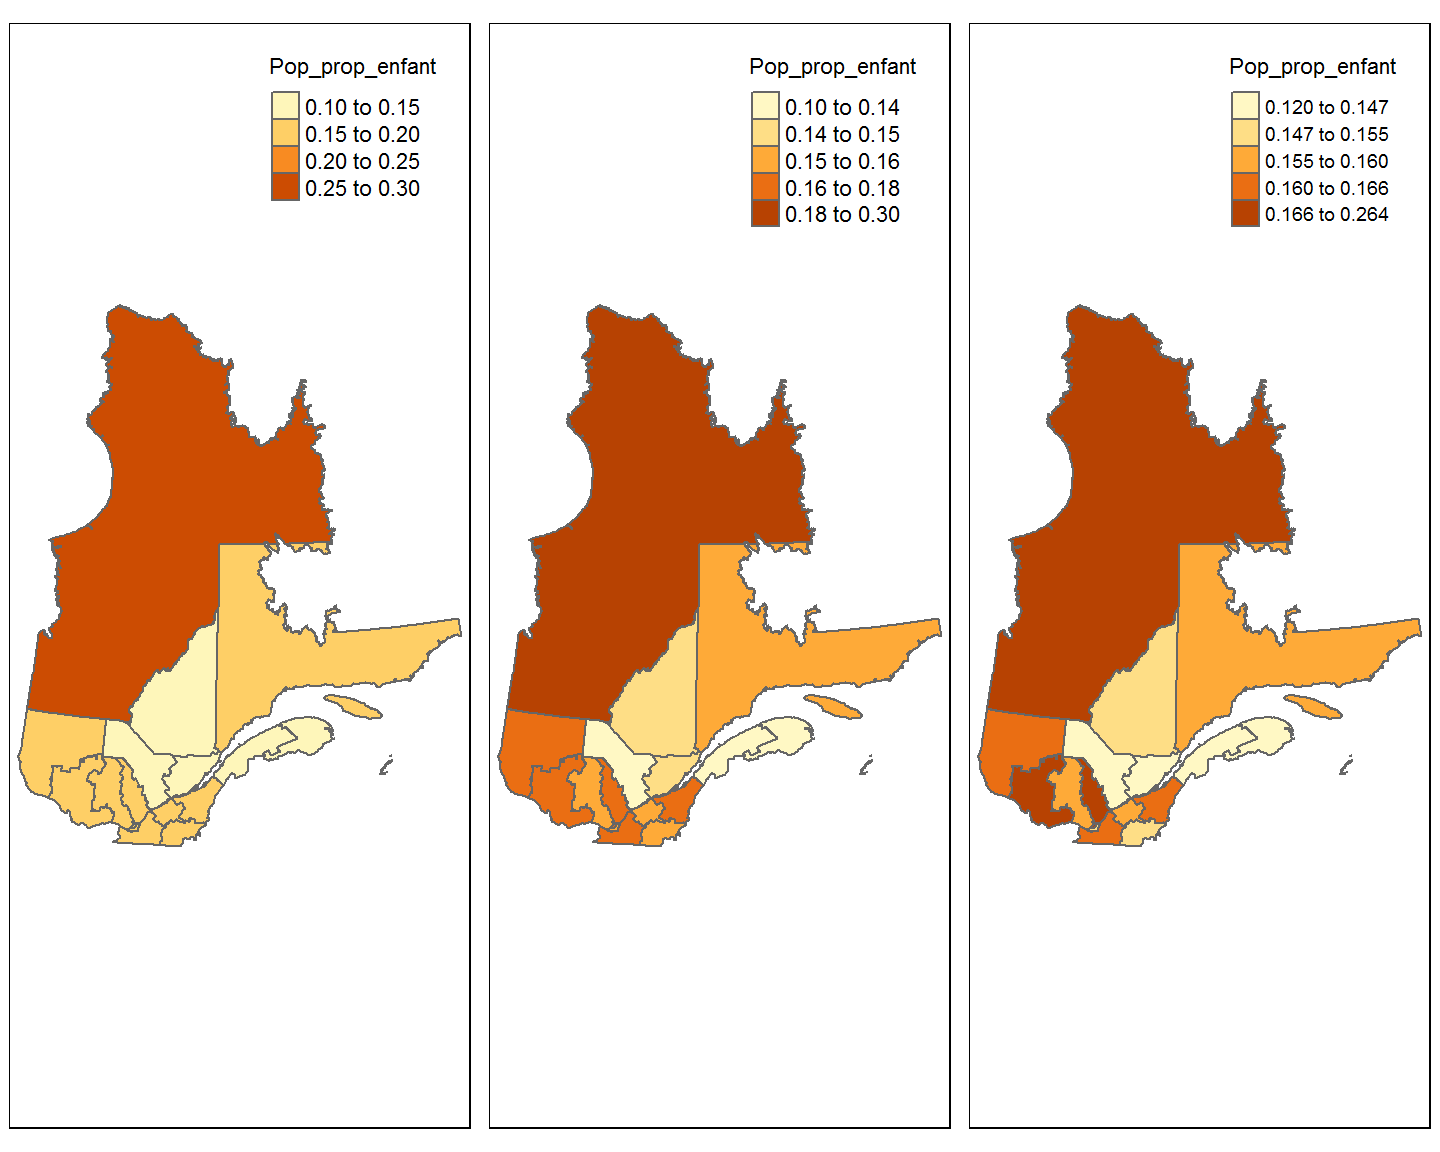 Pop_prop_enfant
0.10 to 0.15
0.15 to 0.20
0.20 to 0.25
0.25 to 0.30
Pop_prop_enfant
0.10 to 0.14
0.14 to 0.15
0.15 to 0.16
0.16 to 0.18
0.18 to 0.30
Pop_prop_enfant
0.120 to 0.147
0.147 to 0.155
0.155 to 0.160
0.160 to 0.166
0.166 to 0.264